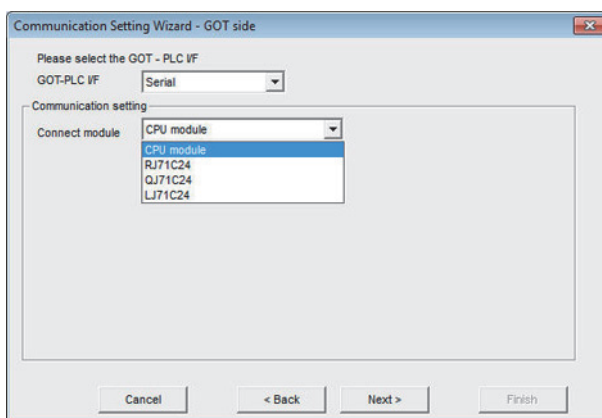 Communication Setting Wizard - GOT side
Please select the GOT - PLC I/F
GOT-PLC I/F Serial
Communication setting
Connect module CPU module
CPU module
RJ71C24
QJ71C24
LJ71C24
Cancel < Back Next > Finish